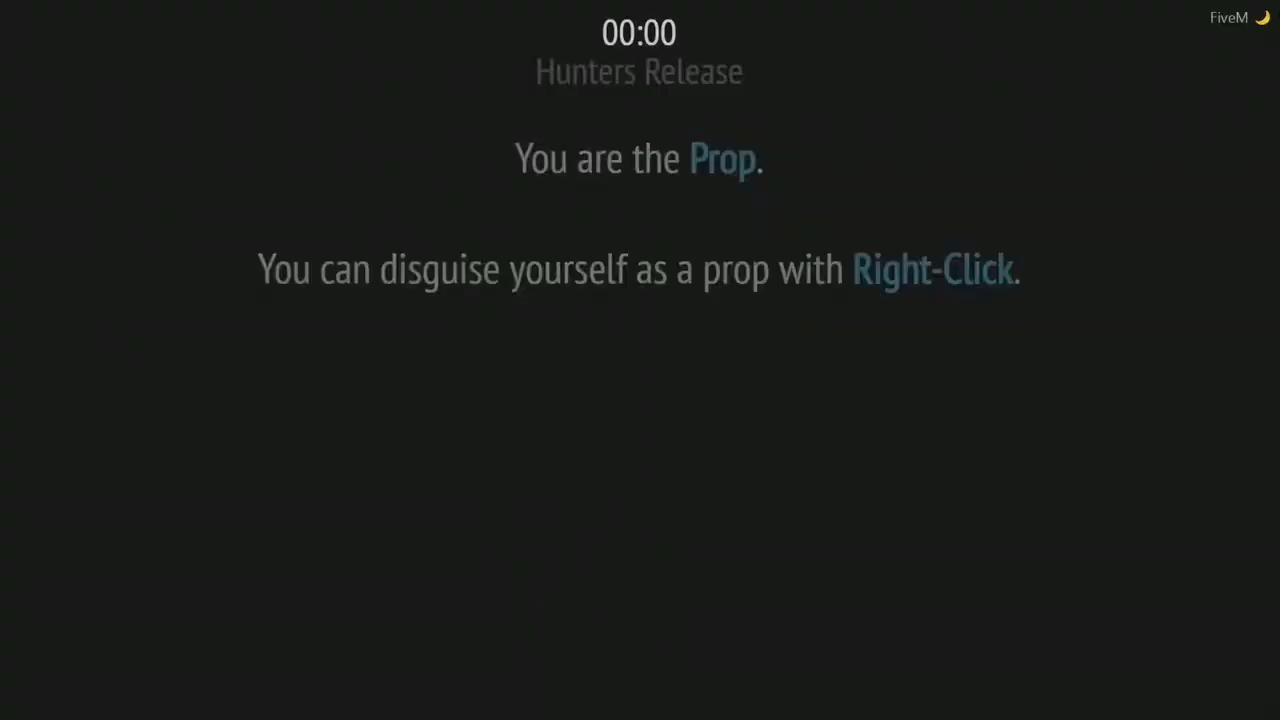 FiveM 🌙
00:00
Hunters Release
You are the Prop.
You can disguise yourself as a prop with Right-Click.